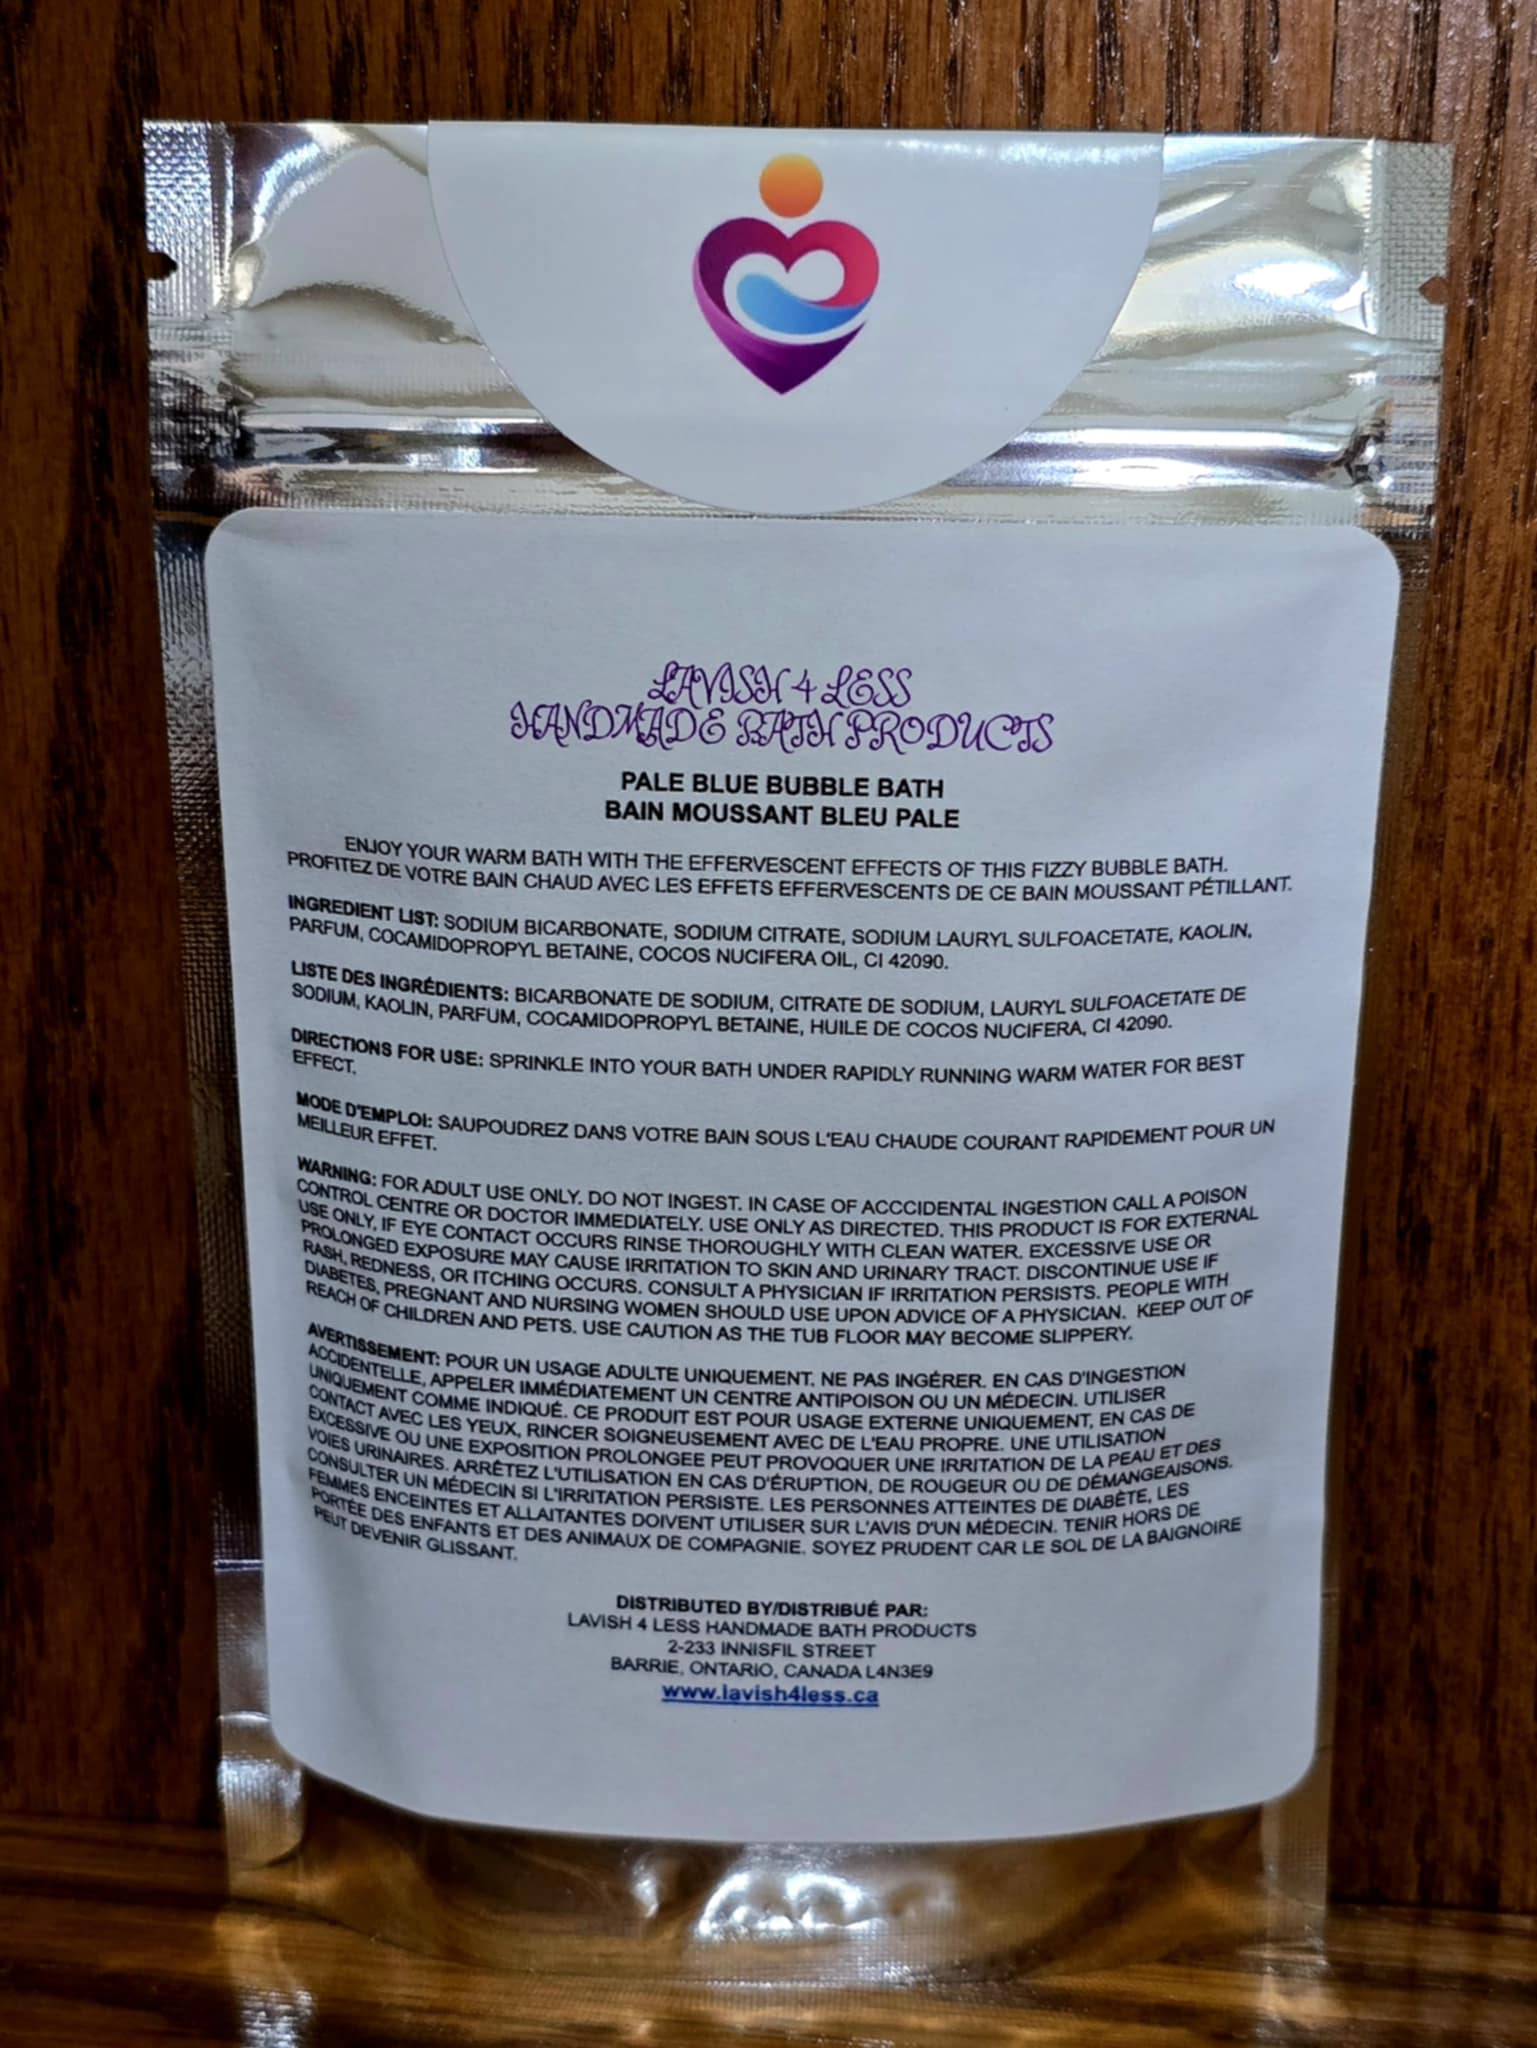 LAVISH 4 LESS
HANDMADE BATH PRODUCTS
PALE BLUE BUBBLE BATH
BAIN MOUSSANT BLEU PALE
ENJOY YOUR WARM BATH WITH THE EFFERVESCENT EFFECTS OF THIS FIZZY BUBBLE BATH.
PROFITEZ DE VOTRE BAIN CHAUD AVEC LES EFFETS EFFERVESCENTS DE CE BAIN MOUSSANT PÉTILLANT.
INGREDIENT LIST: SODIUM BICARBONATE, SODIUM CITRATE, SODIUM LAURYL SULFOACETATE, KAOLIN,
PARFUM, COCAMIDOPROPYL BETAINE, COCOS NUCIFERA OIL, CI 42090.
LISTE DES INGRÉDIENTS: BICARBONATE DE SODIUM, CITRATE DE SODIUM, LAURYL SULFOACETATE DE
SODIUM, KAOLIN, PARFUM, COCAMIDOPROPYL BETAINE, HUILE DE COCOS NUCIFERA, CI 42090.
DIRECTIONS FOR USE: SPRINKLE INTO YOUR BATH UNDER RAPIDLY RUNNING WARM WATER FOR BEST
EFFECT.
MODE D'EMPLOI: SAUPOUDREZ DANS VOTRE BAIN SOUS L'EAU CHAUDE COURANT RAPIDEMENT POUR UN
MEILLEUR EFFET.
WARNING: FOR ADULT USE ONLY. DO NOT INGEST. IN CASE OF ACCCIDENTAL INGESTION CALL A POISON
CONTROL CENTRE OR DOCTOR IMMEDIATELY. USE ONLY AS DIRECTED. THIS PRODUCT IS FOR EXTERNAL
USE ONLY, IF EYE CONTACT OCCURS RINSE THOROUGHLY WITH CLEAN WATER. EXCESSIVE USE OR
PROLONGED EXPOSURE MAY CAUSE IRRITATION TO SKIN AND URINARY TRACT. DISCONTINUE USE IF
RASH, REDNESS, OR ITCHING OCCURS. CONSULT A PHYSICIAN IF IRRITATION PERSISTS. PEOPLE WITH
DIABETES, PREGNANT AND NURSING WOMEN SHOULD USE UPON ADVICE OF A PHYSICIAN. KEEP OUT OF
REACH OF CHILDREN AND PETS. USE CAUTION AS THE TUB FLOOR MAY BECOME SLIPPERY.
AVERTISSEMENT: POUR UN USAGE ADULTE UNIQUEMENT. NE PAS INGÉRER. EN CAS D'INGESTION
ACCIDENTELLE, APPELER IMMÉDIATEMENT UN CENTRE ANTIPOISON OU UN MÉDECIN. UTILISER
UNIQUEMENT COMME INDIQUÉ. CE PRODUIT EST POUR USAGE EXTERNE UNIQUEMENT, EN CAS DE
CONTACT AVEC LES YEUX, RINCER SOIGNEUSEMENT AVEC DE L'EAU PROPRE. UNE UTILISATION
EXCESSIVE OU UNE EXPOSITION PROLONGEE PEUT PROVOQUER UNE IRRITATION DE LA PEAU ET DES
VOIES URINAIRES. ARRÊTEZ L'UTILISATION EN CAS D'ÉRUPTION, DE ROUGEUR OU DE DÉMANGEAISONS.
CONSULTER UN MÉDECIN SI L'IRRITATION PERSISTE. LES PERSONNES ATTEINTES DE DIABÈTE, LES
FEMMES ENCEINTES ET ALLAITANTES DOIVENT UTILISER SUR L'AVIS D'UN MÉDECIN. TENIR HORS DE
PORTÉE DES ENFANTS ET DES ANIMAUX DE COMPAGNIE. SOYEZ PRUDENT CAR LE SOL DE LA BAIGNOIRE
PEUT DEVENIR GLISSANT.
DISTRIBUTED BY/DISTRIBUÉ PAR:
LAVISH 4 LESS HANDMADE BATH PRODUCTS
2-233 INNISFIL STREET
BARRIE, ONTARIO, CANADA L4N3E9
www.lavish4less.ca